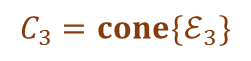 C₃ = cone{ℰ₃}